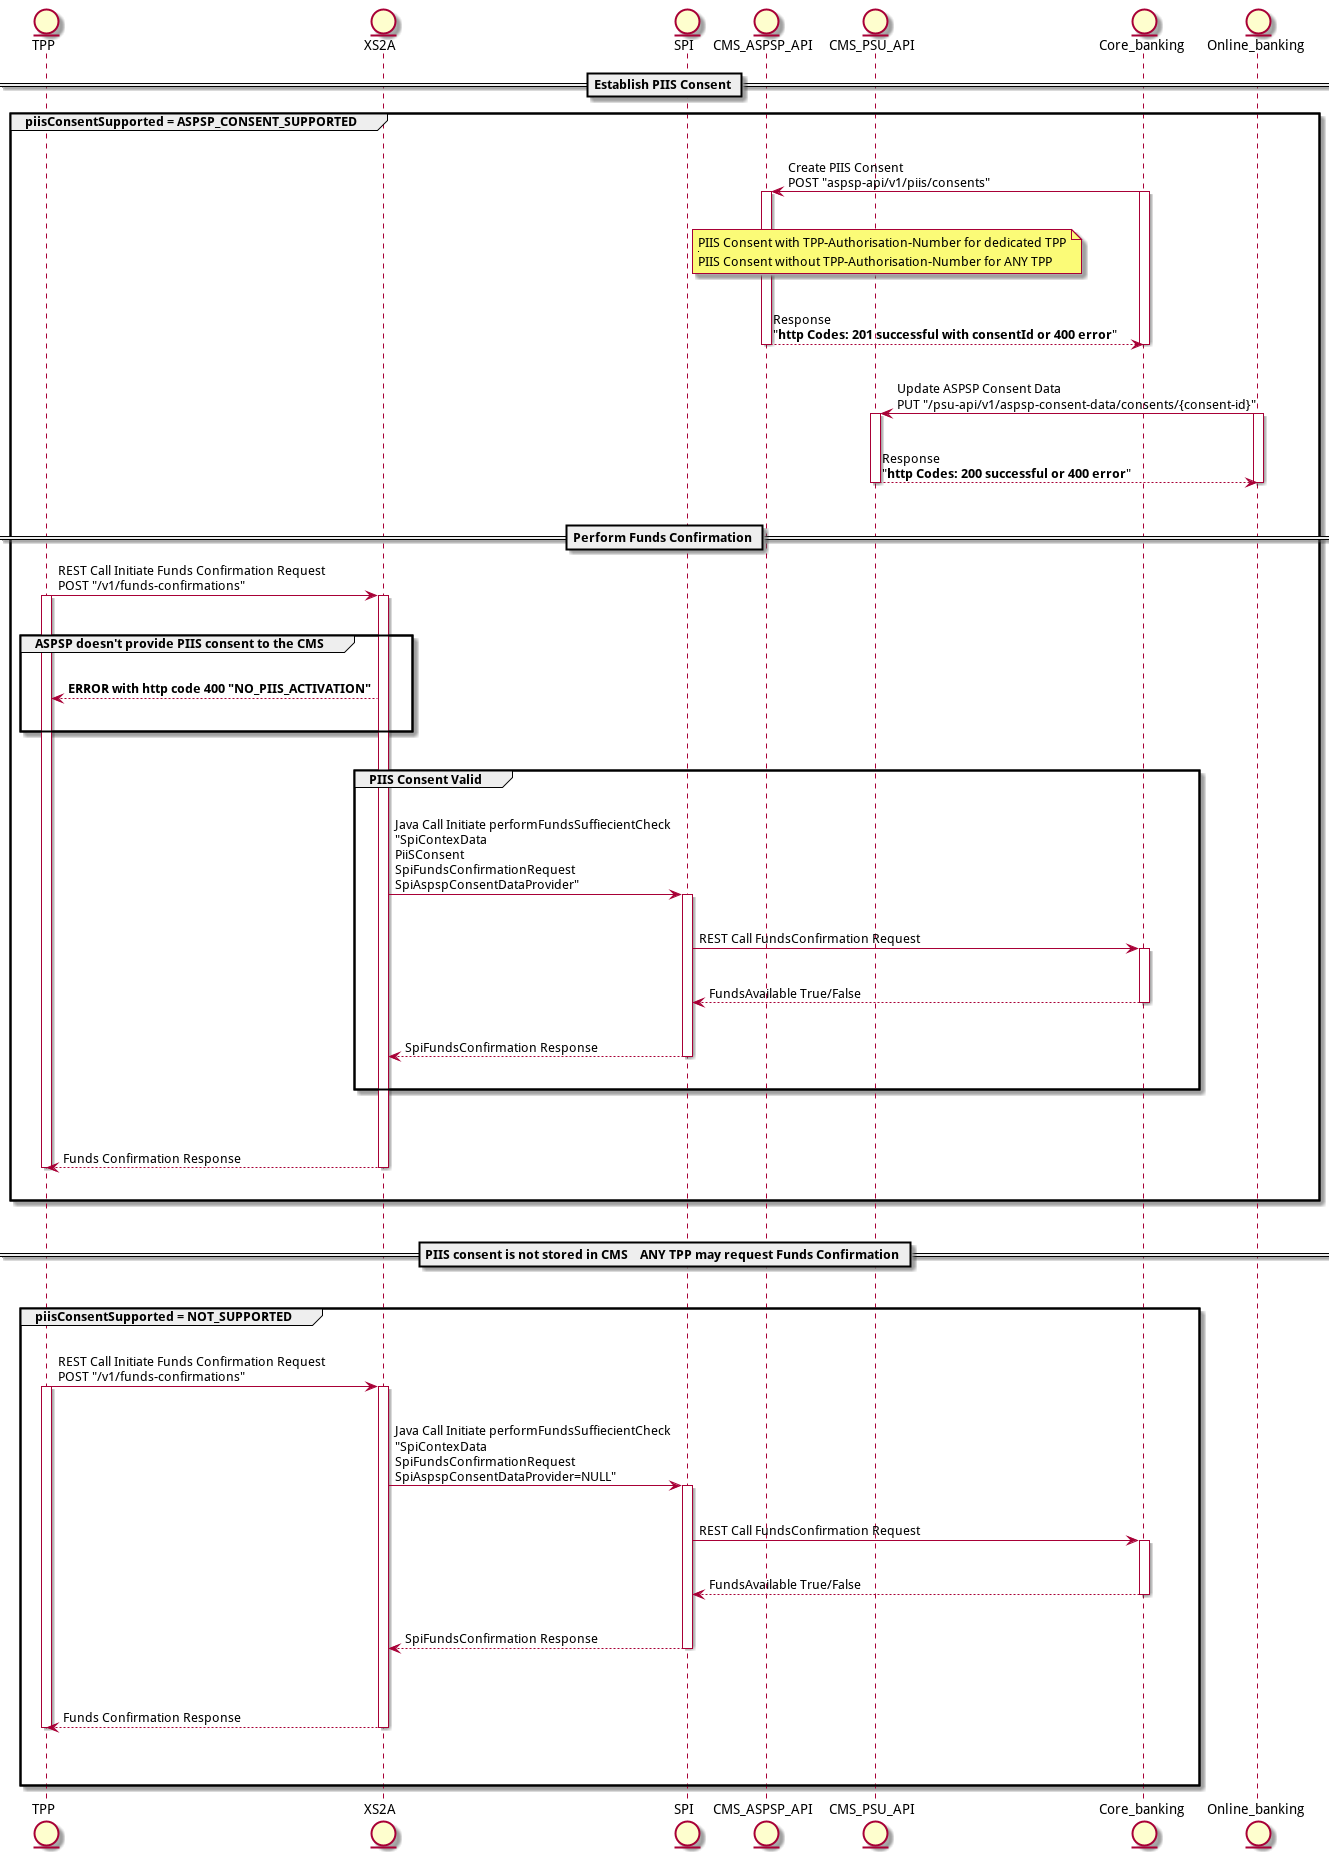 TPP
XS2A
SPI
CMS_ASPSP_API
CMS_PSU_API
Core_banking
Online_banking
Establish PIIS Consent
piisConsentSupported = ASPSP_CONSENT_SUPPORTED
Create PIIS Consent
POST "aspsp-api/v1/piis/consents"
PIIS Consent with TPP-Authorisation-Number for dedicated TPP
PIIS Consent without TPP-Authorisation-Number for ANY TPP
Response
"http Codes: 201 successful with consentId or 400 error"
Update ASPSP Consent Data
PUT "/psu-api/v1/aspsp-consent-data/consents/{consent-id}"
Response
"http Codes: 200 successful or 400 error"
Perform Funds Confirmation
REST Call Initiate Funds Confirmation Request
POST "/v1/funds-confirmations"
ASPSP doesn't provide PIIS consent to the CMS
ERROR with http code 400 "NO_PIIS_ACTIVATION"
PIIS Consent Valid
Java Call Initiate performFundsSuffiecientCheck
"SpiContexData
PiiSConsent
SpiFundsConfirmationRequest
SpiAspspConsentDataProvider"
REST Call FundsConfirmation Request
FundsAvailable True/False
SpiFundsConfirmation Response
Funds Confirmation Response
PIIS consent is not stored in CMS    ANY TPP may request Funds Confirmation
piisConsentSupported = NOT_SUPPORTED
REST Call Initiate Funds Confirmation Request
POST "/v1/funds-confirmations"
Java Call Initiate performFundsSuffiecientCheck
"SpiContexData
SpiFundsConfirmationRequest
SpiAspspConsentDataProvider=NULL"
REST Call FundsConfirmation Request
FundsAvailable True/False
SpiFundsConfirmation Response
Funds Confirmation Response
TPP
XS2A
SPI
CMS_ASPSP_API
CMS_PSU_API
Core_banking
Online_banking